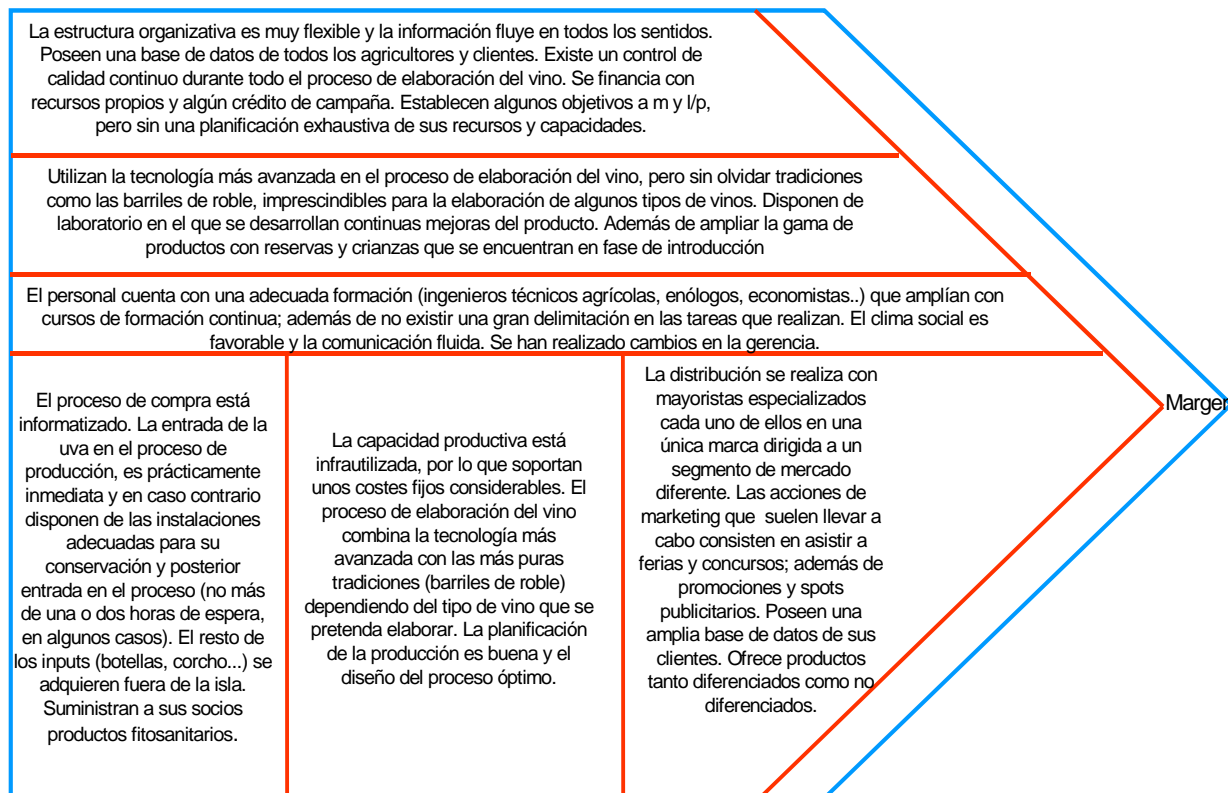 La estructura organizativa es muy flexible y la información fluye en todos los sentidos.
Poseen una base de datos de todos los agricultores y clientes. Existe un control de
calidad continuo durante todo el proceso de elaboración del vino. Se financia con
recursos propios y algún crédito de campaña. Establecen algunos objetivos a m y l/p,
pero sin una planificación exhaustiva de sus recursos y capacidades.
Utilizan la tecnología más avanzada en el proceso de elaboración del vino, pero sin olvidar tradiciones
como las barriles de roble, imprescindibles para la elaboración de algunos tipos de vinos. Disponen de
laboratorio en el que se desarrollan continuas mejoras del producto. Además de ampliar la gama de
productos con reservas y crianzas que se encuentran en fase de introducción
El personal cuenta con una adecuada formación (ingenieros técnicos agrícolas, enólogos, economistas..) que amplían con
cursos de formación continua; además de no existir una gran delimitación en las tareas que realizan. El clima social es
favorable y la comunicación fluida. Se han realizado cambios en la gerencia.
El proceso de compra está
informatizado. La entrada de la
uva en el proceso de
producción, es prácticamente
inmediata y en caso contrario
disponen de las instalaciones
adecuadas para su
conservación y posterior
entrada en el proceso (no más
de una o dos horas de espera,
en algunos casos). El resto de
los inputs (botellas, corcho...) se
adquieren fuera de la isla.
Suministran a sus socios
productos fitosanitarios.
La capacidad productiva está
infrautilizada, por lo que soportan
unos costes fijos considerables. El
proceso de elaboración del vino
combina la tecnología más
avanzada con las más puras
tradiciones (barriles de roble)
dependiendo del tipo de vino que se
pretenda elaborar. La planificación
de la producción es buena y el
diseño del proceso óptimo.
La distribución se realiza con
mayoristas especializados
cada uno de ellos en una
única marca dirigida a un
segmento de mercado
diferente. Las acciones de
marketing que suelen llevar a
cabo consisten en asistir a
ferias y concursos; además de
promociones y spots
publicitarios. Poseen una
amplia base de datos de sus
clientes. Ofrece productos
tanto diferenciados como no
diferenciados.
Marger